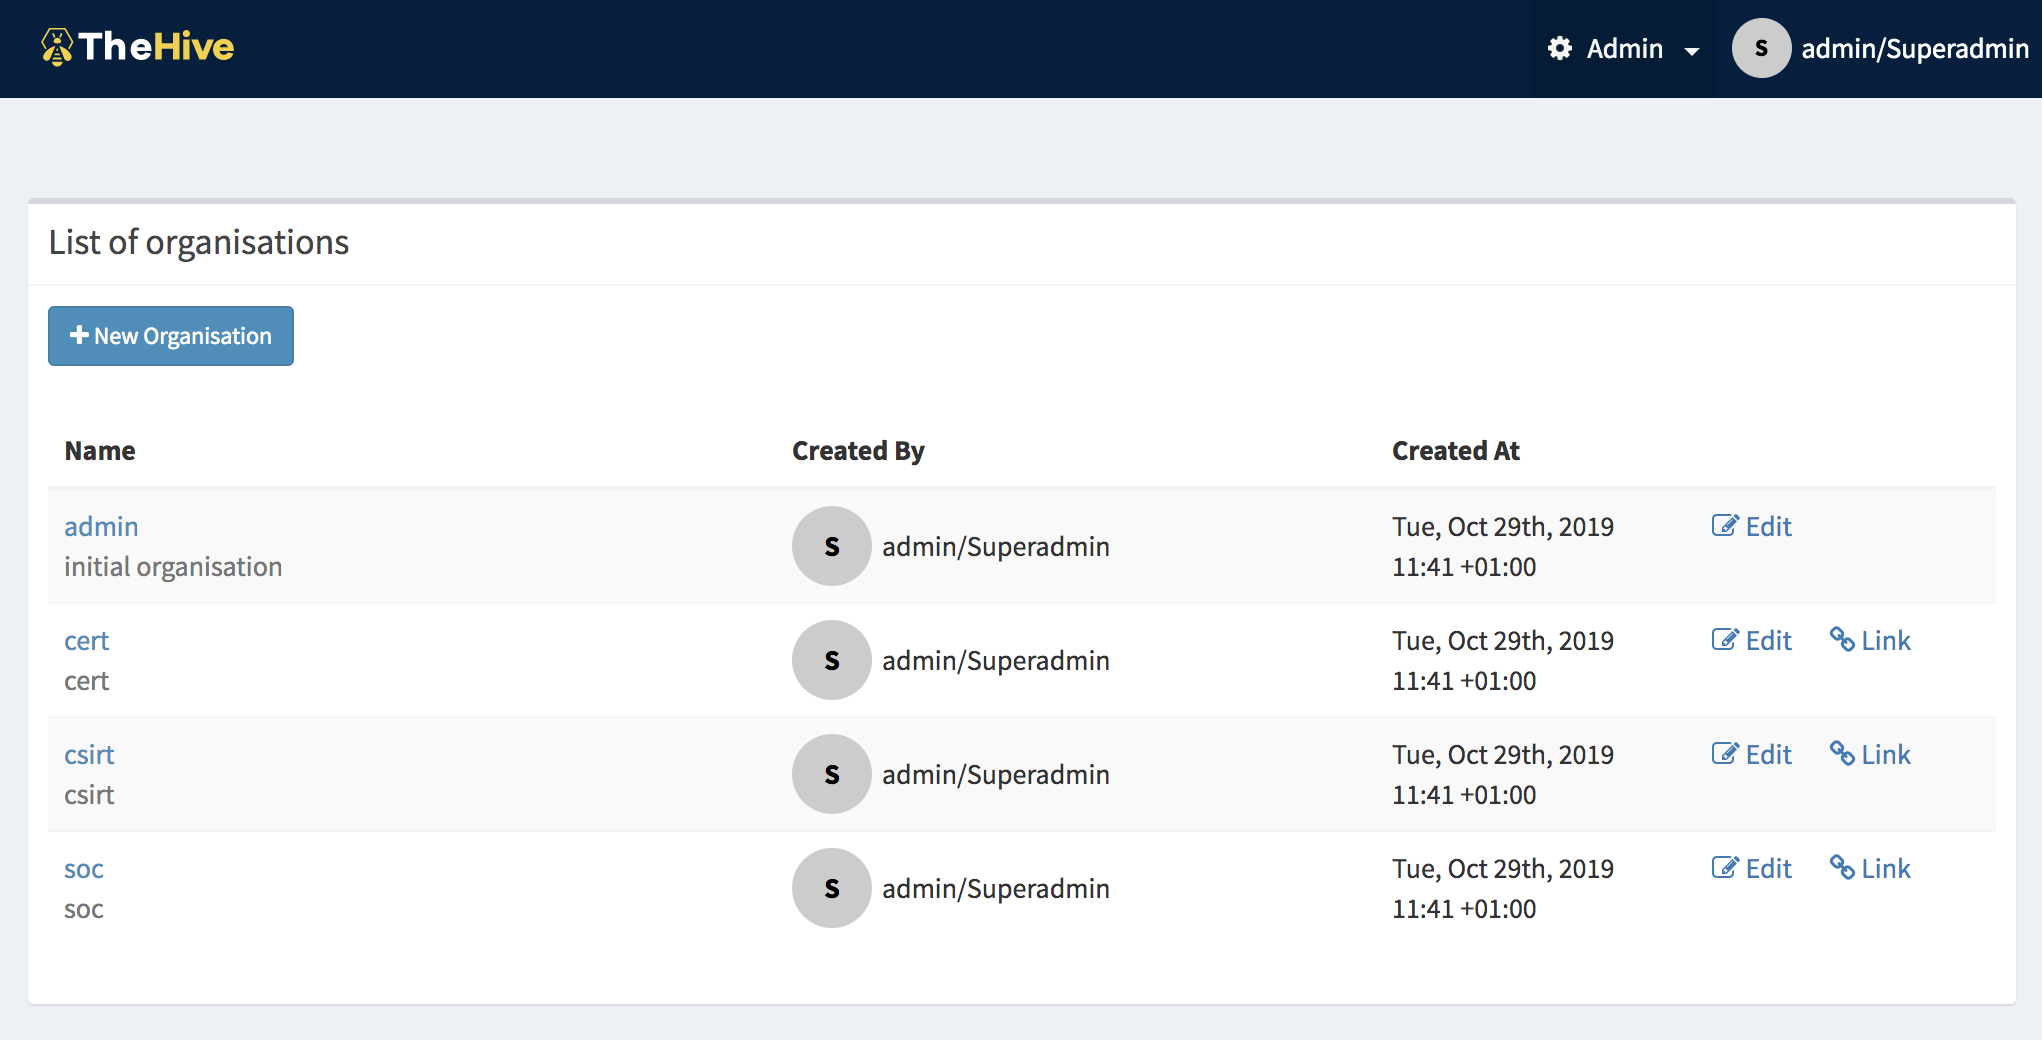 TheHive
Admin
S admin/Superadmin
List of organisations
New Organisation
Name Created By Created At
admin
initial organisation
S admin/Superadmin
Tue, Oct 29th, 2019
11:41 +01:00
Edit
cert
cert
S admin/Superadmin
Tue, Oct 29th, 2019
11:41 +01:00
Edit Link
csirt
csirt
S admin/Superadmin
Tue, Oct 29th, 2019
11:41 +01:00
Edit Link
soc
soc
S admin/Superadmin
Tue, Oct 29th, 2019
11:41 +01:00
Edit Link